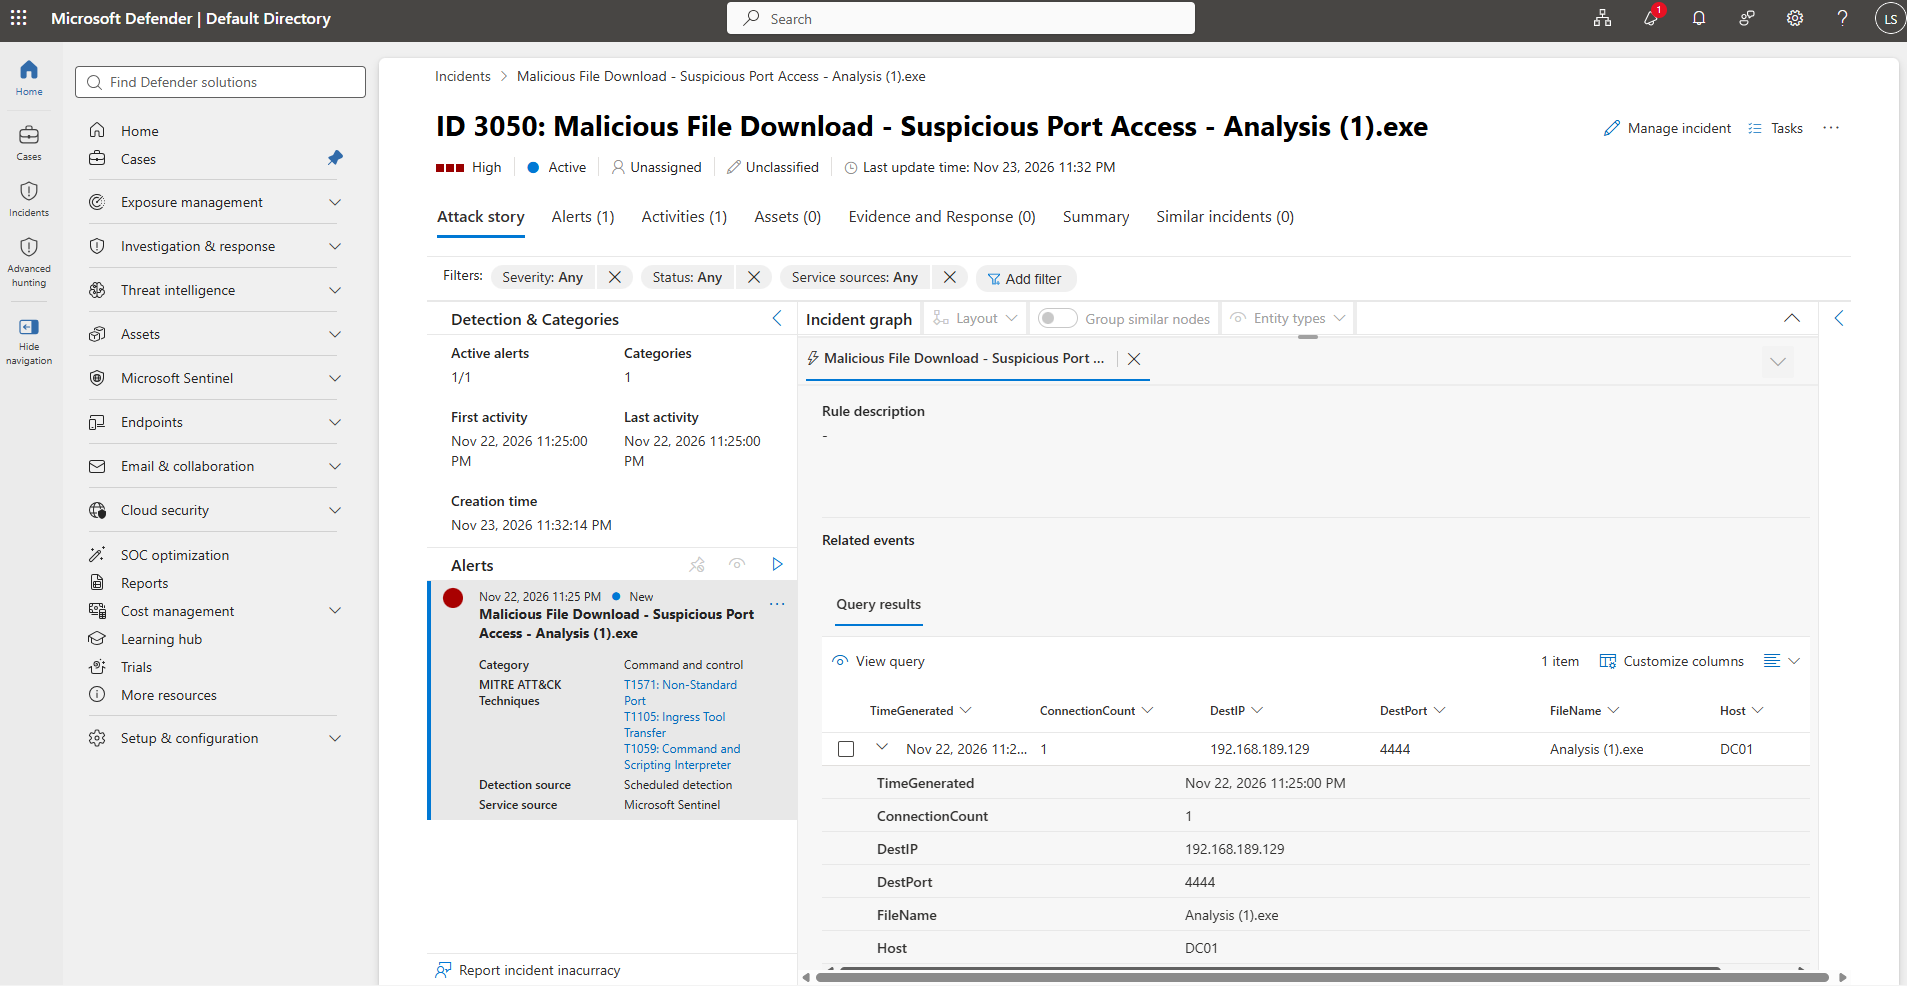 Microsoft Defender | Default Directory
Search
1
LS
Home
Cases
Incidents
Advanced
hunting
Hide
navigation
Find Defender solutions
Home
Cases
Exposure management
Investigation & response
Threat intelligence
Assets
Microsoft Sentinel
Endpoints
Email & collaboration
Cloud security
SOC optimization
Reports
Cost management
Learning hub
Trials
More resources
Setup & configuration
Incidents > Malicious File Download - Suspicious Port Access - Analysis (1).exe
ID 3050: Malicious File Download - Suspicious Port Access - Analysis (1).exe
Manage incident
Tasks
High
Active
Unassigned
Unclassified
Last update time: Nov 23, 2026 11:32 PM
Attack story
Alerts (1)
Activities (1)
Assets (0)
Evidence and Response (0)
Summary
Similar incidents (0)
Filters:
Severity: Any
Status: Any
Service sources: Any
Add filter
Detection & Categories
Active alerts
Categories
1/1
1
First activity
Last activity
Nov 22, 2026 11:25:00
PM
Nov 22, 2026 11:25:00
PM
Creation time
Nov 23, 2026 11:32:14 PM
Alerts
Nov 22, 2026 11:25 PM
New
Malicious File Download - Suspicious Port
Access - Analysis (1).exe
Category
Command and control
MITRE ATT&CK
Techniques
T1571: Non-Standard
Port
T1105: Ingress Tool
Transfer
T1059: Command and
Scripting Interpreter
Detection source
Scheduled detection
Service source
Microsoft Sentinel
Report incident inacurracy
Incident graph
Layout
Group similar nodes
Entity types
Malicious File Download - Suspicious Port ...
Rule description
-
Related events
Query results
View query
1 item
Customize columns
TimeGenerated
ConnectionCount
DestIP
DestPort
FileName
Host
Nov 22, 2026 11:2...
1
192.168.189.129
4444
Analysis (1).exe
DC01
TimeGenerated
Nov 22, 2026 11:25:00 PM
ConnectionCount
1
DestIP
192.168.189.129
DestPort
4444
FileName
Analysis (1).exe
Host
DC01